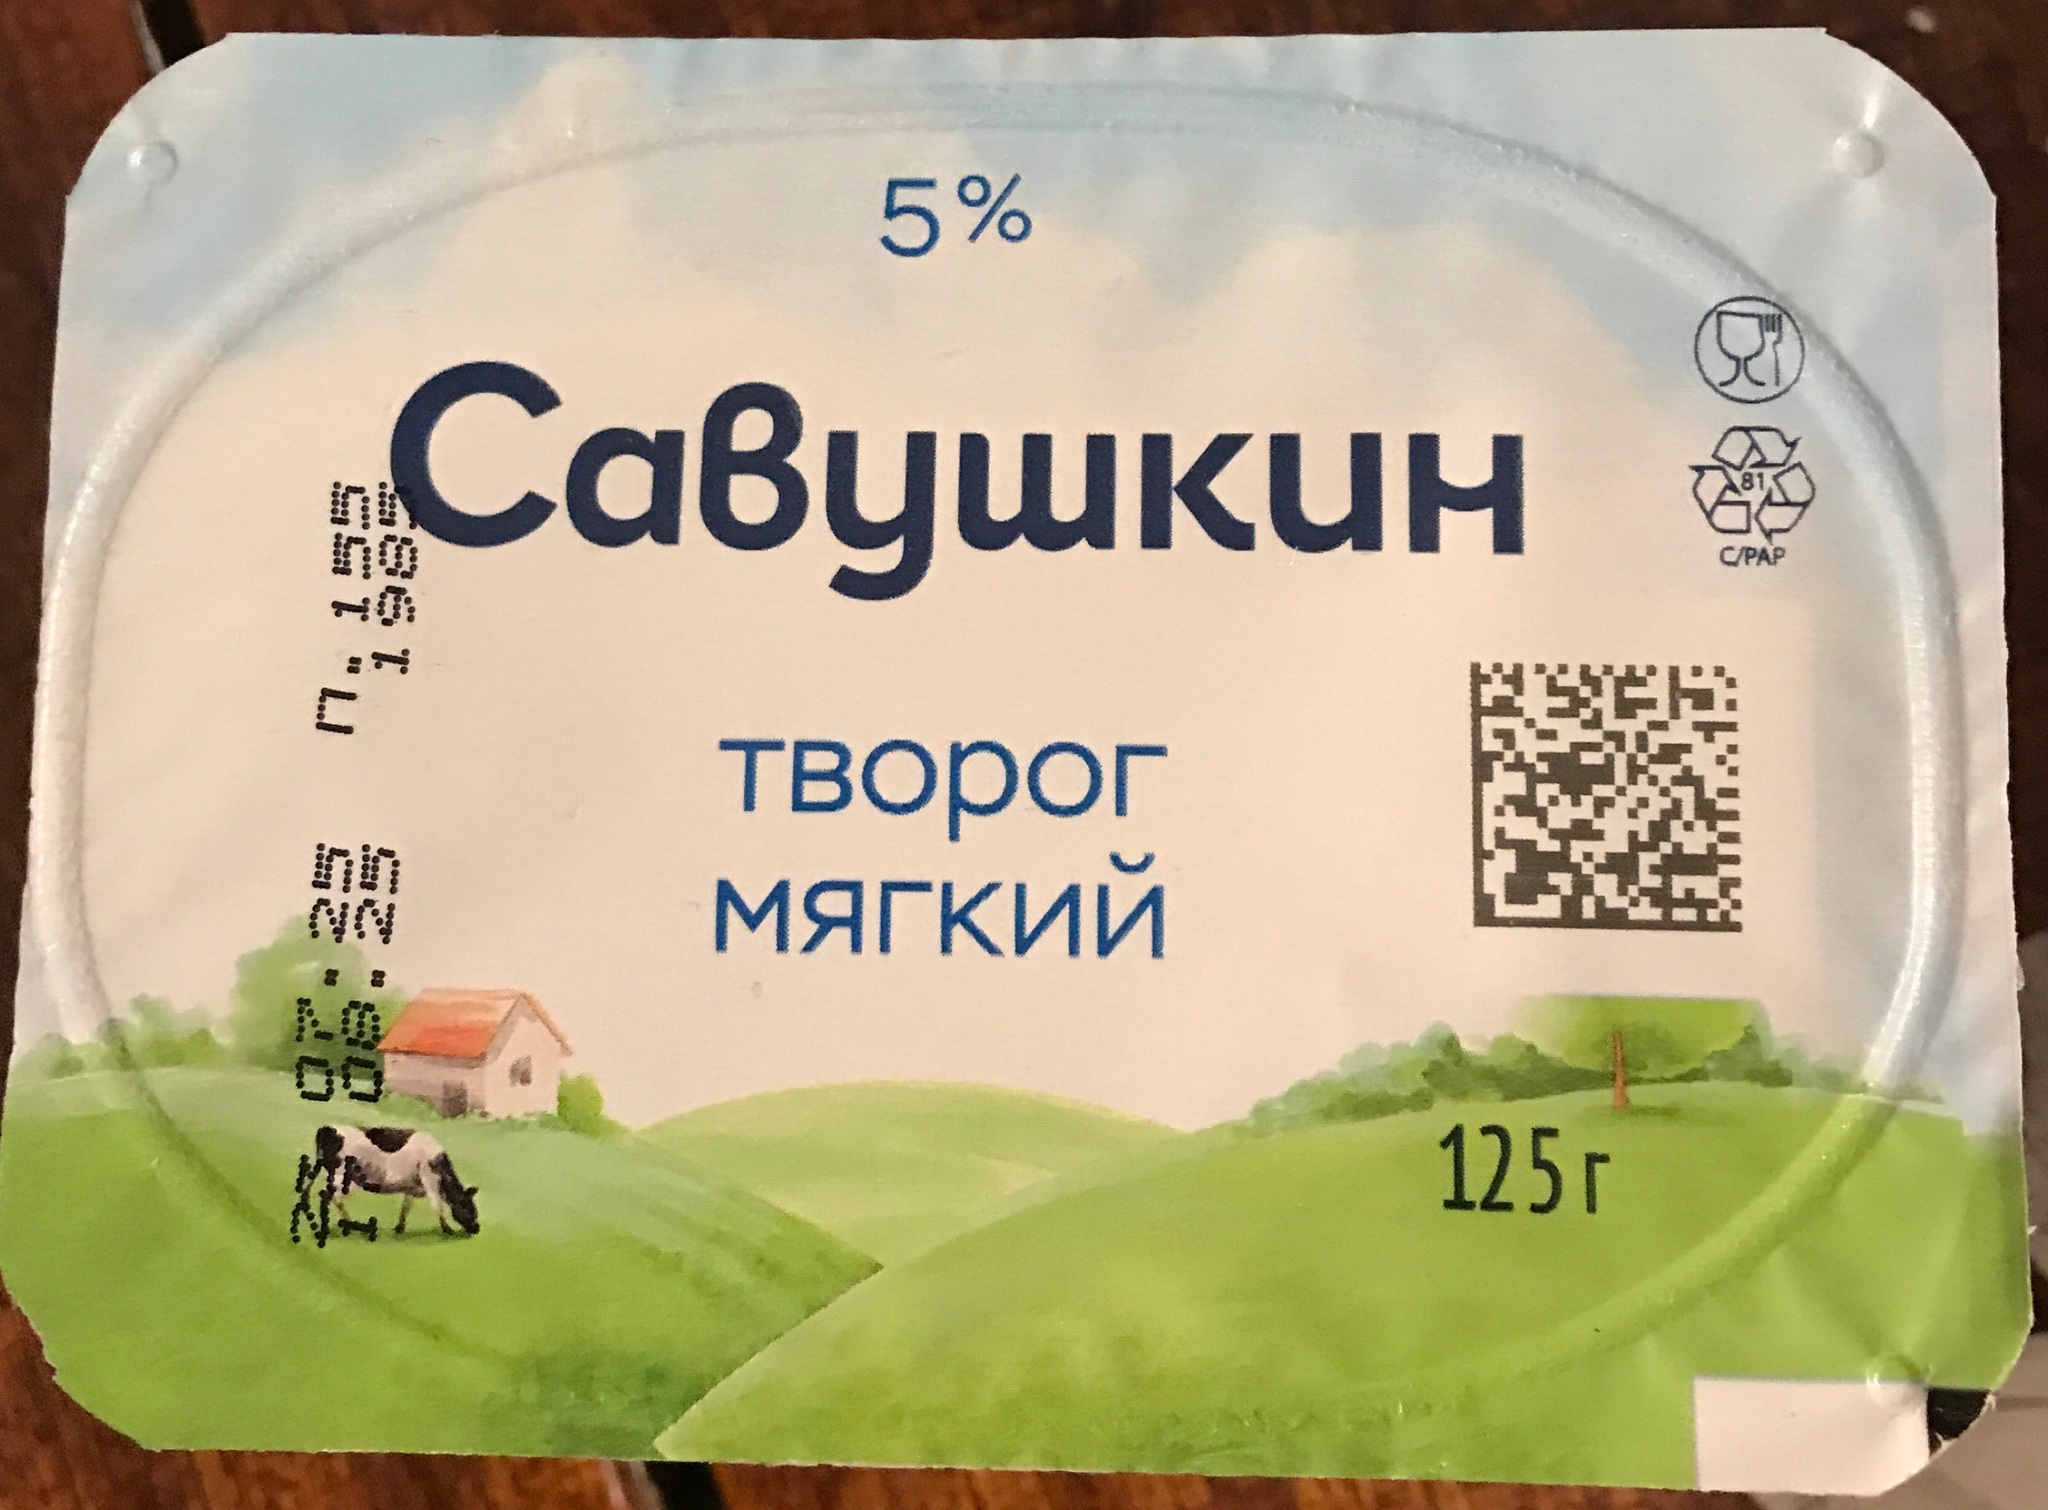 5%
Савушкин
творог
мягкий
125 г
81
C/PAP